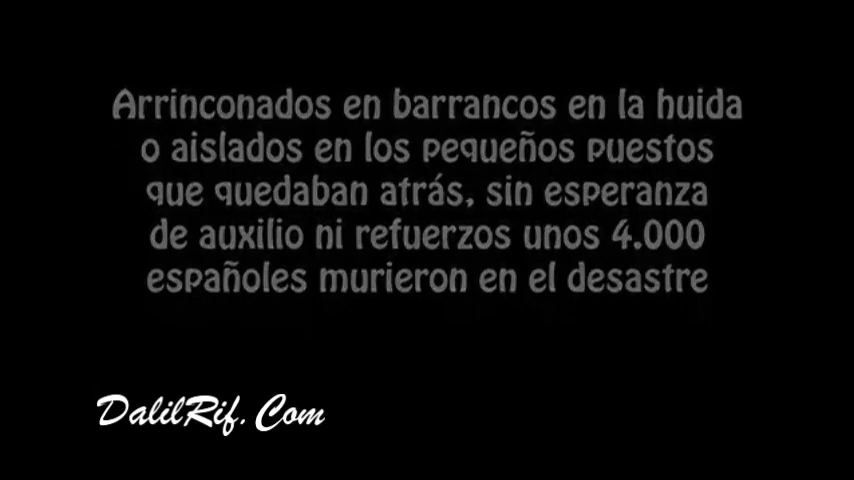 Arrinconados en barrancos en la huida
o aislados en los pequeños puestos
que quedaban atrás, sin esperanza
de auxilio ni refuerzos unos 4.000
españoles murieron en el desastre
DalilRif.Com